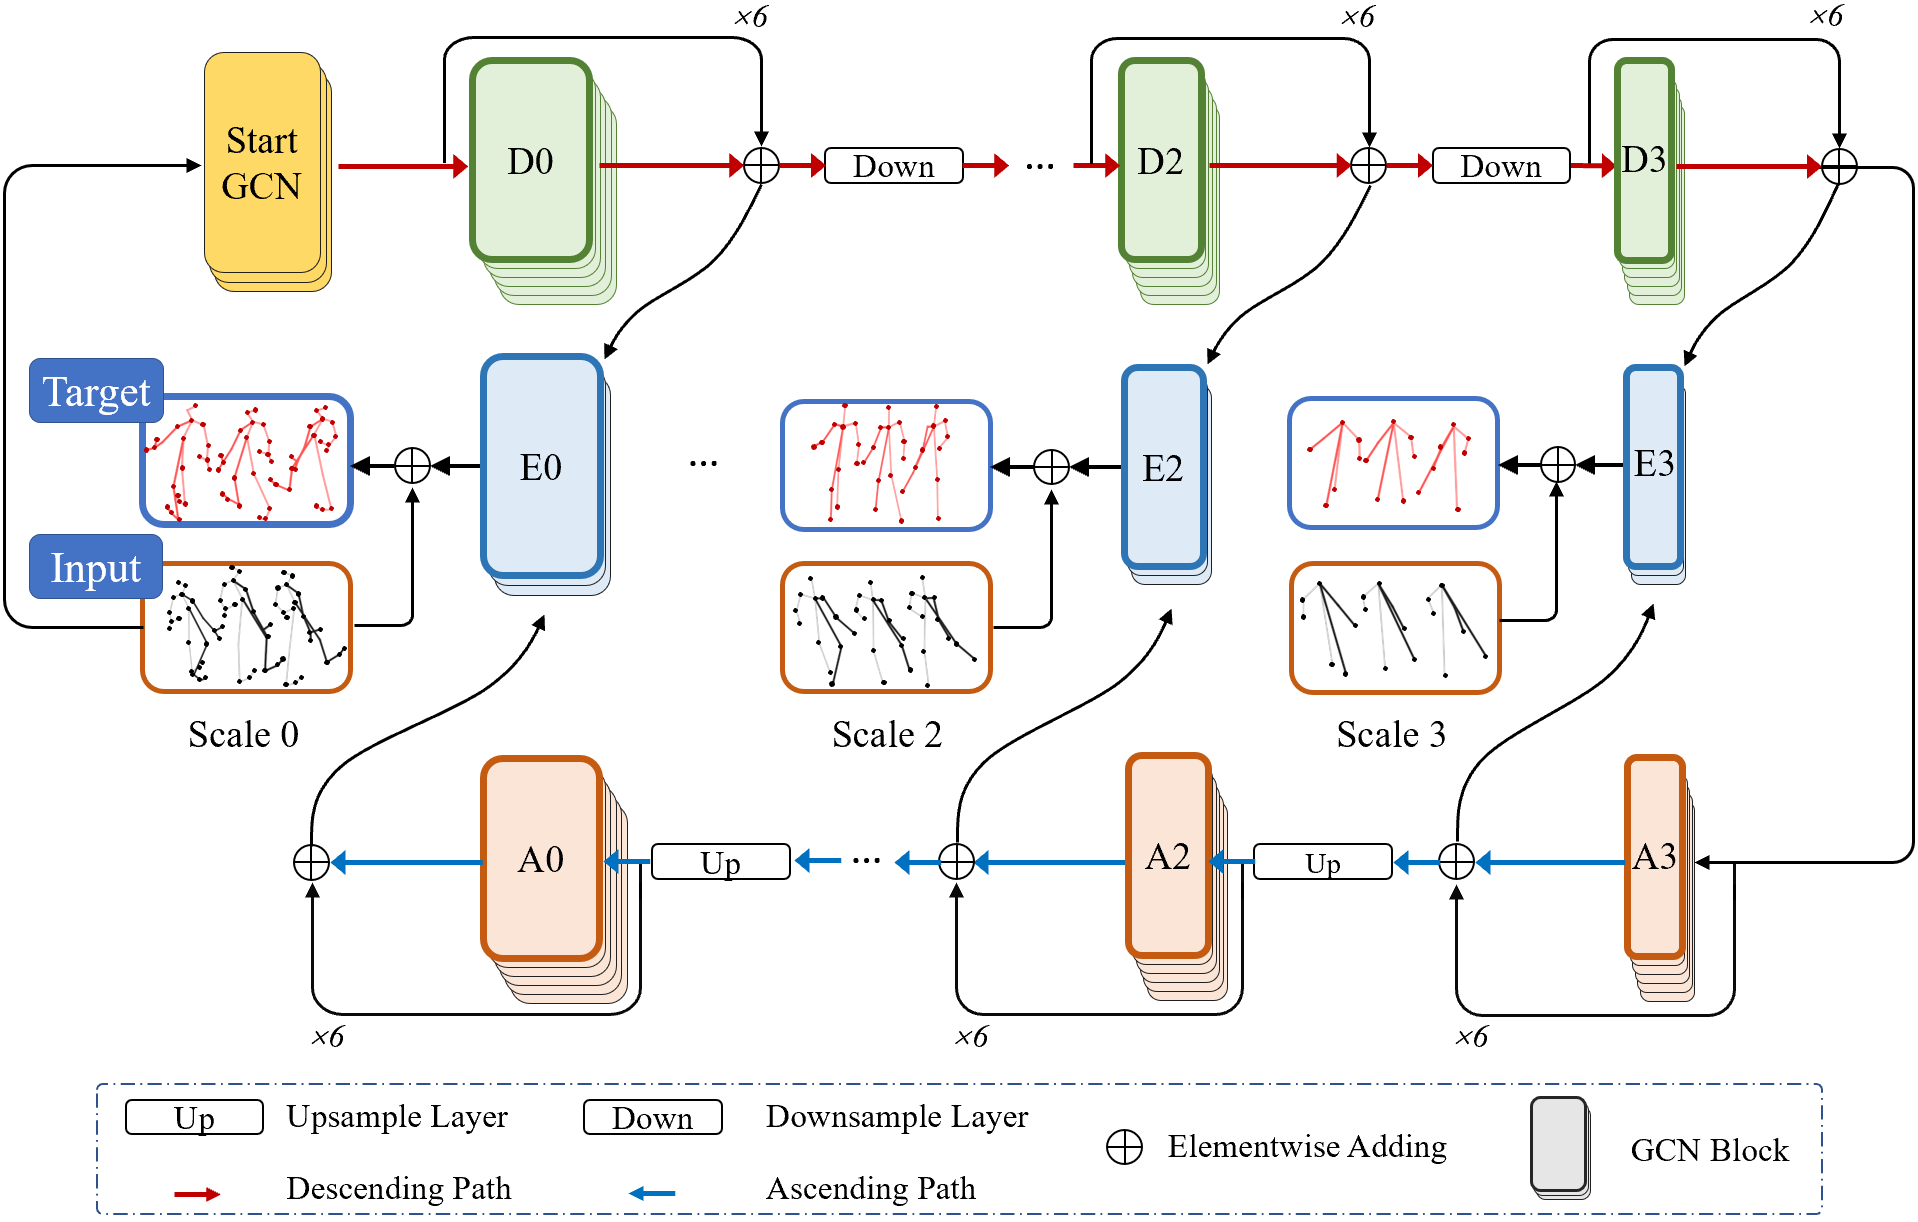 ×6
×6
×6
Start
GCN
D0
Down
...
D2
Down
D3
Target
E0
...
E2
E3
Input
Scale 0
Scale 2
Scale 3
A0
Up
...
A2
Up
A3
×6
×6
×6
Up
Upsample Layer
Down
Downsample Layer
Elementwise Adding
GCN Block
Descending Path
Ascending Path